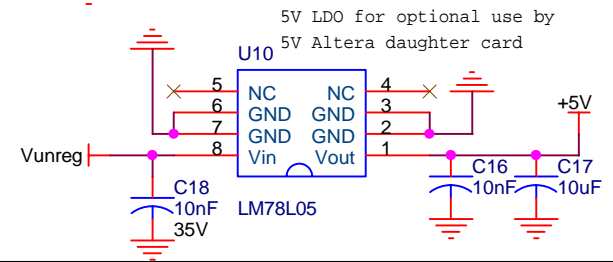 5V LDO for optional use by
5V Altera daughter card
U10
5 NC NC 4
6 GND GND 3
7 GND GND 2
8 Vin Vout 1
Vunreg
+5V
C18
10nF
35V
LM78L05
C16
10nF
C17
10uF